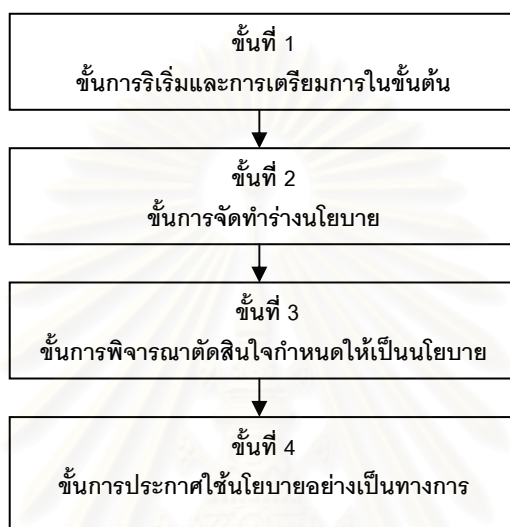 ขั้นที่ 1
ขั้นการริเริ่มและการเตรียมการในขั้นต้น
ขั้นที่ 2
ขั้นการจัดทำร่างนโยบาย
ขั้นที่ 3
ขั้นการพิจารณาตัดสินใจกำหนดให้เป็นนโยบาย
ขั้นที่ 4
ขั้นการประกาศใช้นโยบายอย่างเป็นทางการ